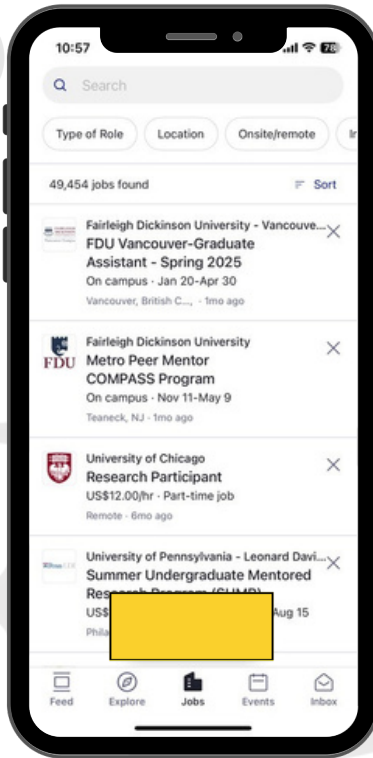 10:57
78
Search
Type of Role Location Onsite/remote
49,454 jobs found Sort
Fairleigh Dickinson University - Vancouve...
FDU Vancouver-Graduate
Assistant - Spring 2025
On campus · Jan 20-Apr 30
Vancouver, British C..., · 1mo ago
Fairleigh Dickinson University
FDU
Metro Peer Mentor
COMPASS Program
On campus · Nov 11-May 9
Teaneck, NJ · 1mo ago
University of Chicago
Research Participant
US$12.00/hr · Part-time job
Remote · 6mo ago
University of Pennsylvania - Leonard Davi...
Summer Undergraduate Mentored
US$ Aug 15
Feed Explore Jobs Events Inbox